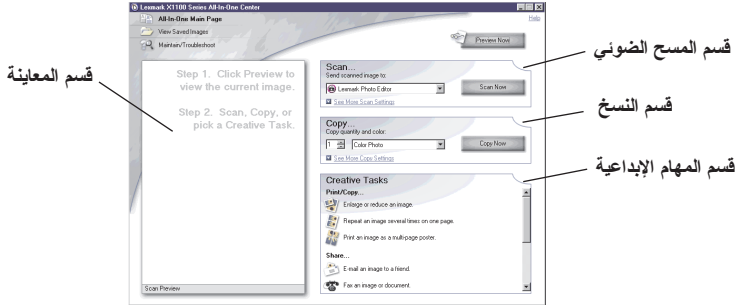 Lexmark X1100 Series All-In-One Center
All-In-One Main Page
Help
View Saved Images
Maintain/Troubleshoot
Preview Now
قسم المعاينة
Step 1. Click Preview to
view the current image.
Step 2. Scan, Copy, or
pick a Creative Task.
Scan Preview
قسم المسح الضوئي
Scan...
Send scanned image to:
Lexmark Photo Editor
Scan Now
See More Scan Settings
قسم النسخ
Copy...
Copy quantity and color:
1
Color Photo
Copy Now
See More Copy Settings
قسم المهام الإبداعية
Creative Tasks
Print/Copy...
Enlarge or reduce an image.
Repeat an image several times on one page.
Print an image as a multi-page poster.
Share...
E-mail an image to a friend.
Fax an image or document.